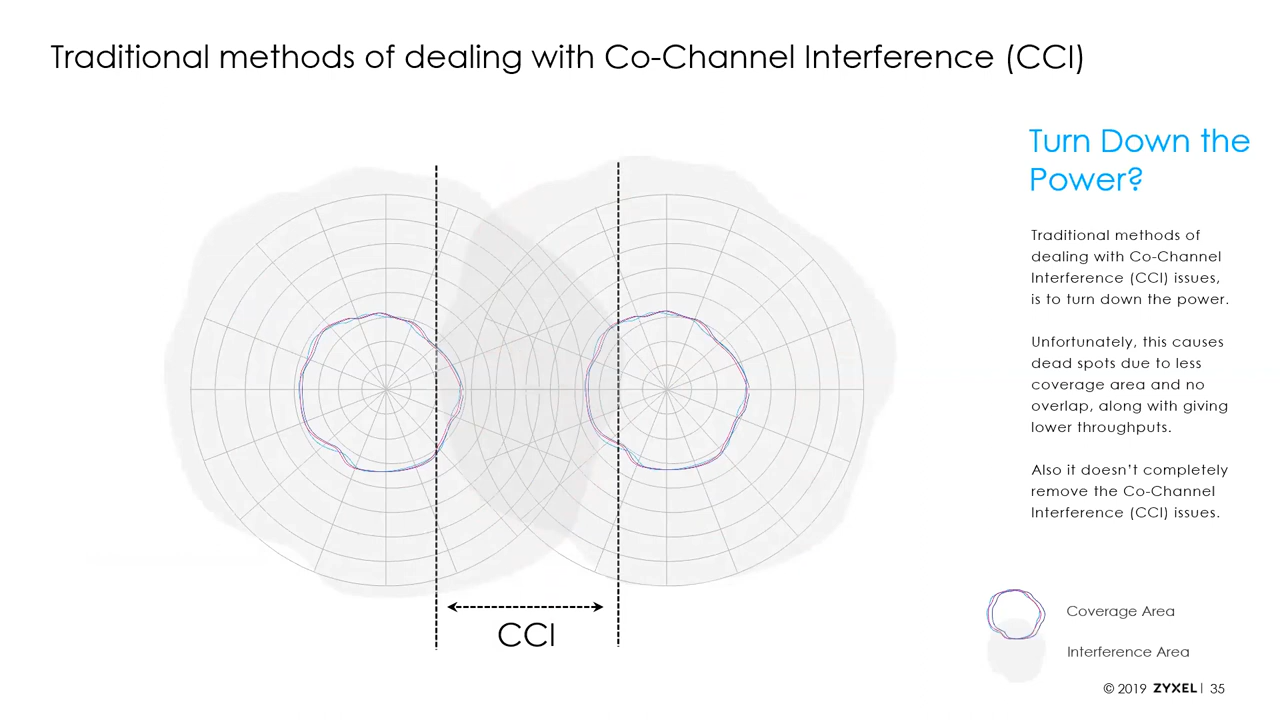 Traditional methods of dealing with Co-Channel Interference (CCI)
Turn Down the
Power?
Traditional methods of
dealing with Co-Channel
Interference (CCI) issues,
is to turn down the power.
Unfortunately, this causes
dead spots due to less
coverage area and no
overlap, along with giving
lower throughputs.
Also it doesn’t completely
remove the Co-Channel
Interference (CCI) issues.
CCI
Coverage Area
Interference Area
© 2019 ZYXEL | 35